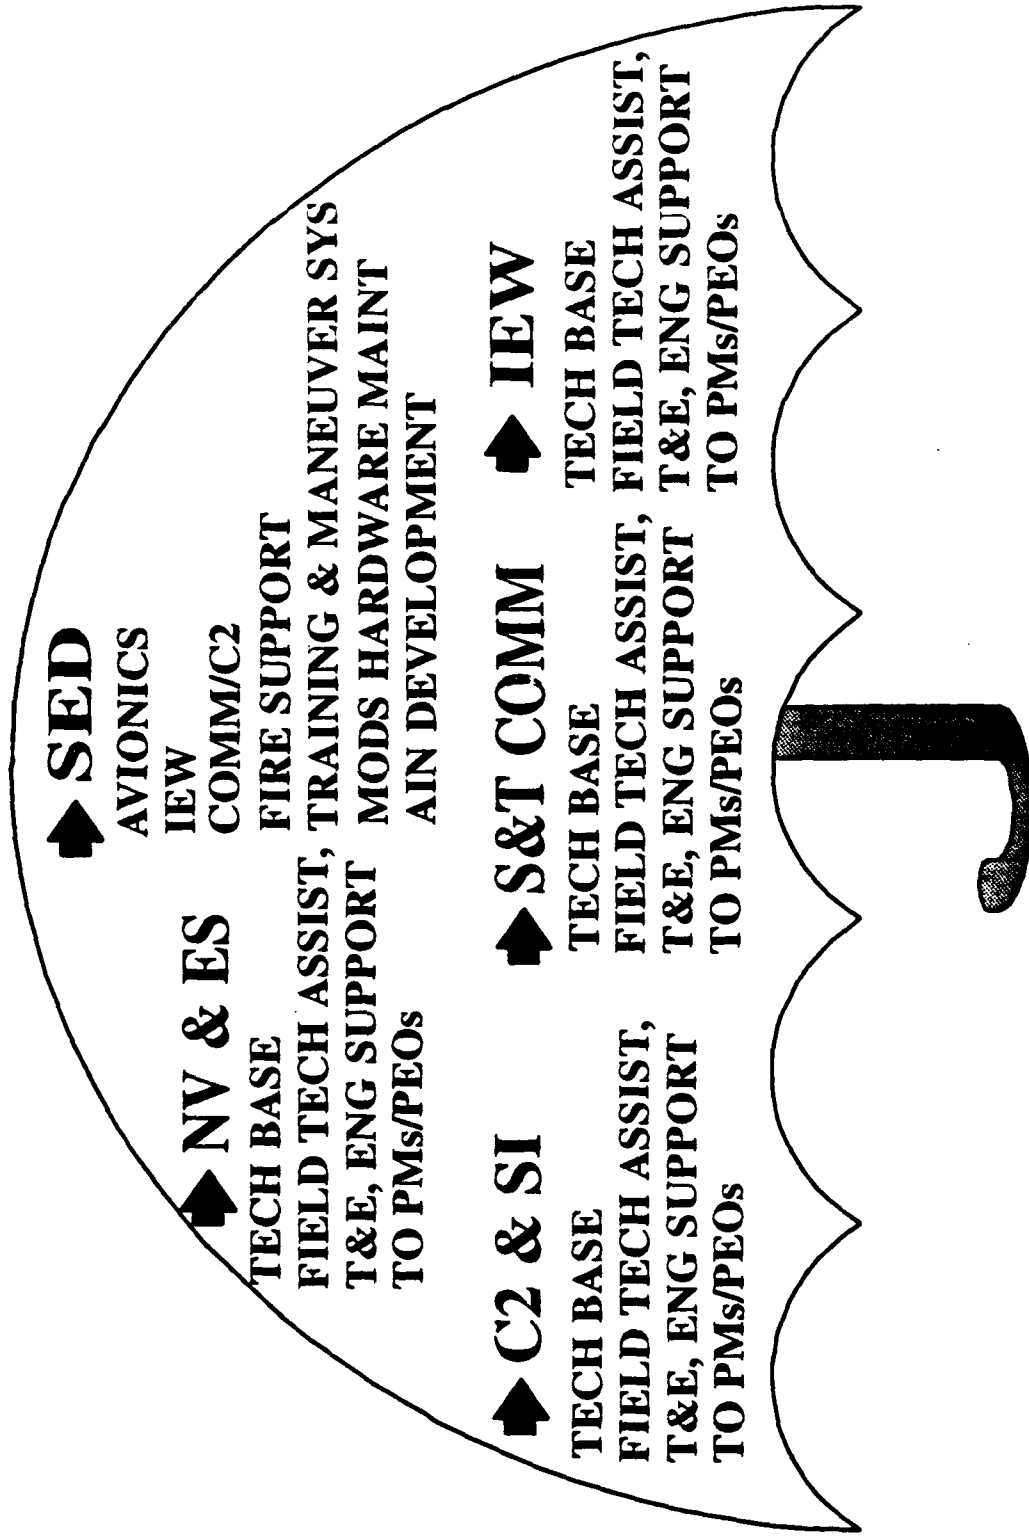 SED
AVIONICS
IEW
COMM/C2
FIRE SUPPORT
TRAINING & MANEUVER SYS
MODS HARDWARE MAINT
AIN DEVELOPMENT
NV & ES
TECH BASE
FIELD TECH ASSIST,
T&E, ENG SUPPORT
TO PMs/PEOs
C2 & SI
TECH BASE
FIELD TECH ASSIST,
T&E, ENG SUPPORT
TO PMs/PEOs
S&T COMM
TECH BASE
FIELD TECH ASSIST,
T&E, ENG SUPPORT
TO PMs/PEOs
IEW
TECH BASE
FIELD TECH ASSIST,
T&E, ENG SUPPORT
TO PMs/PEOs